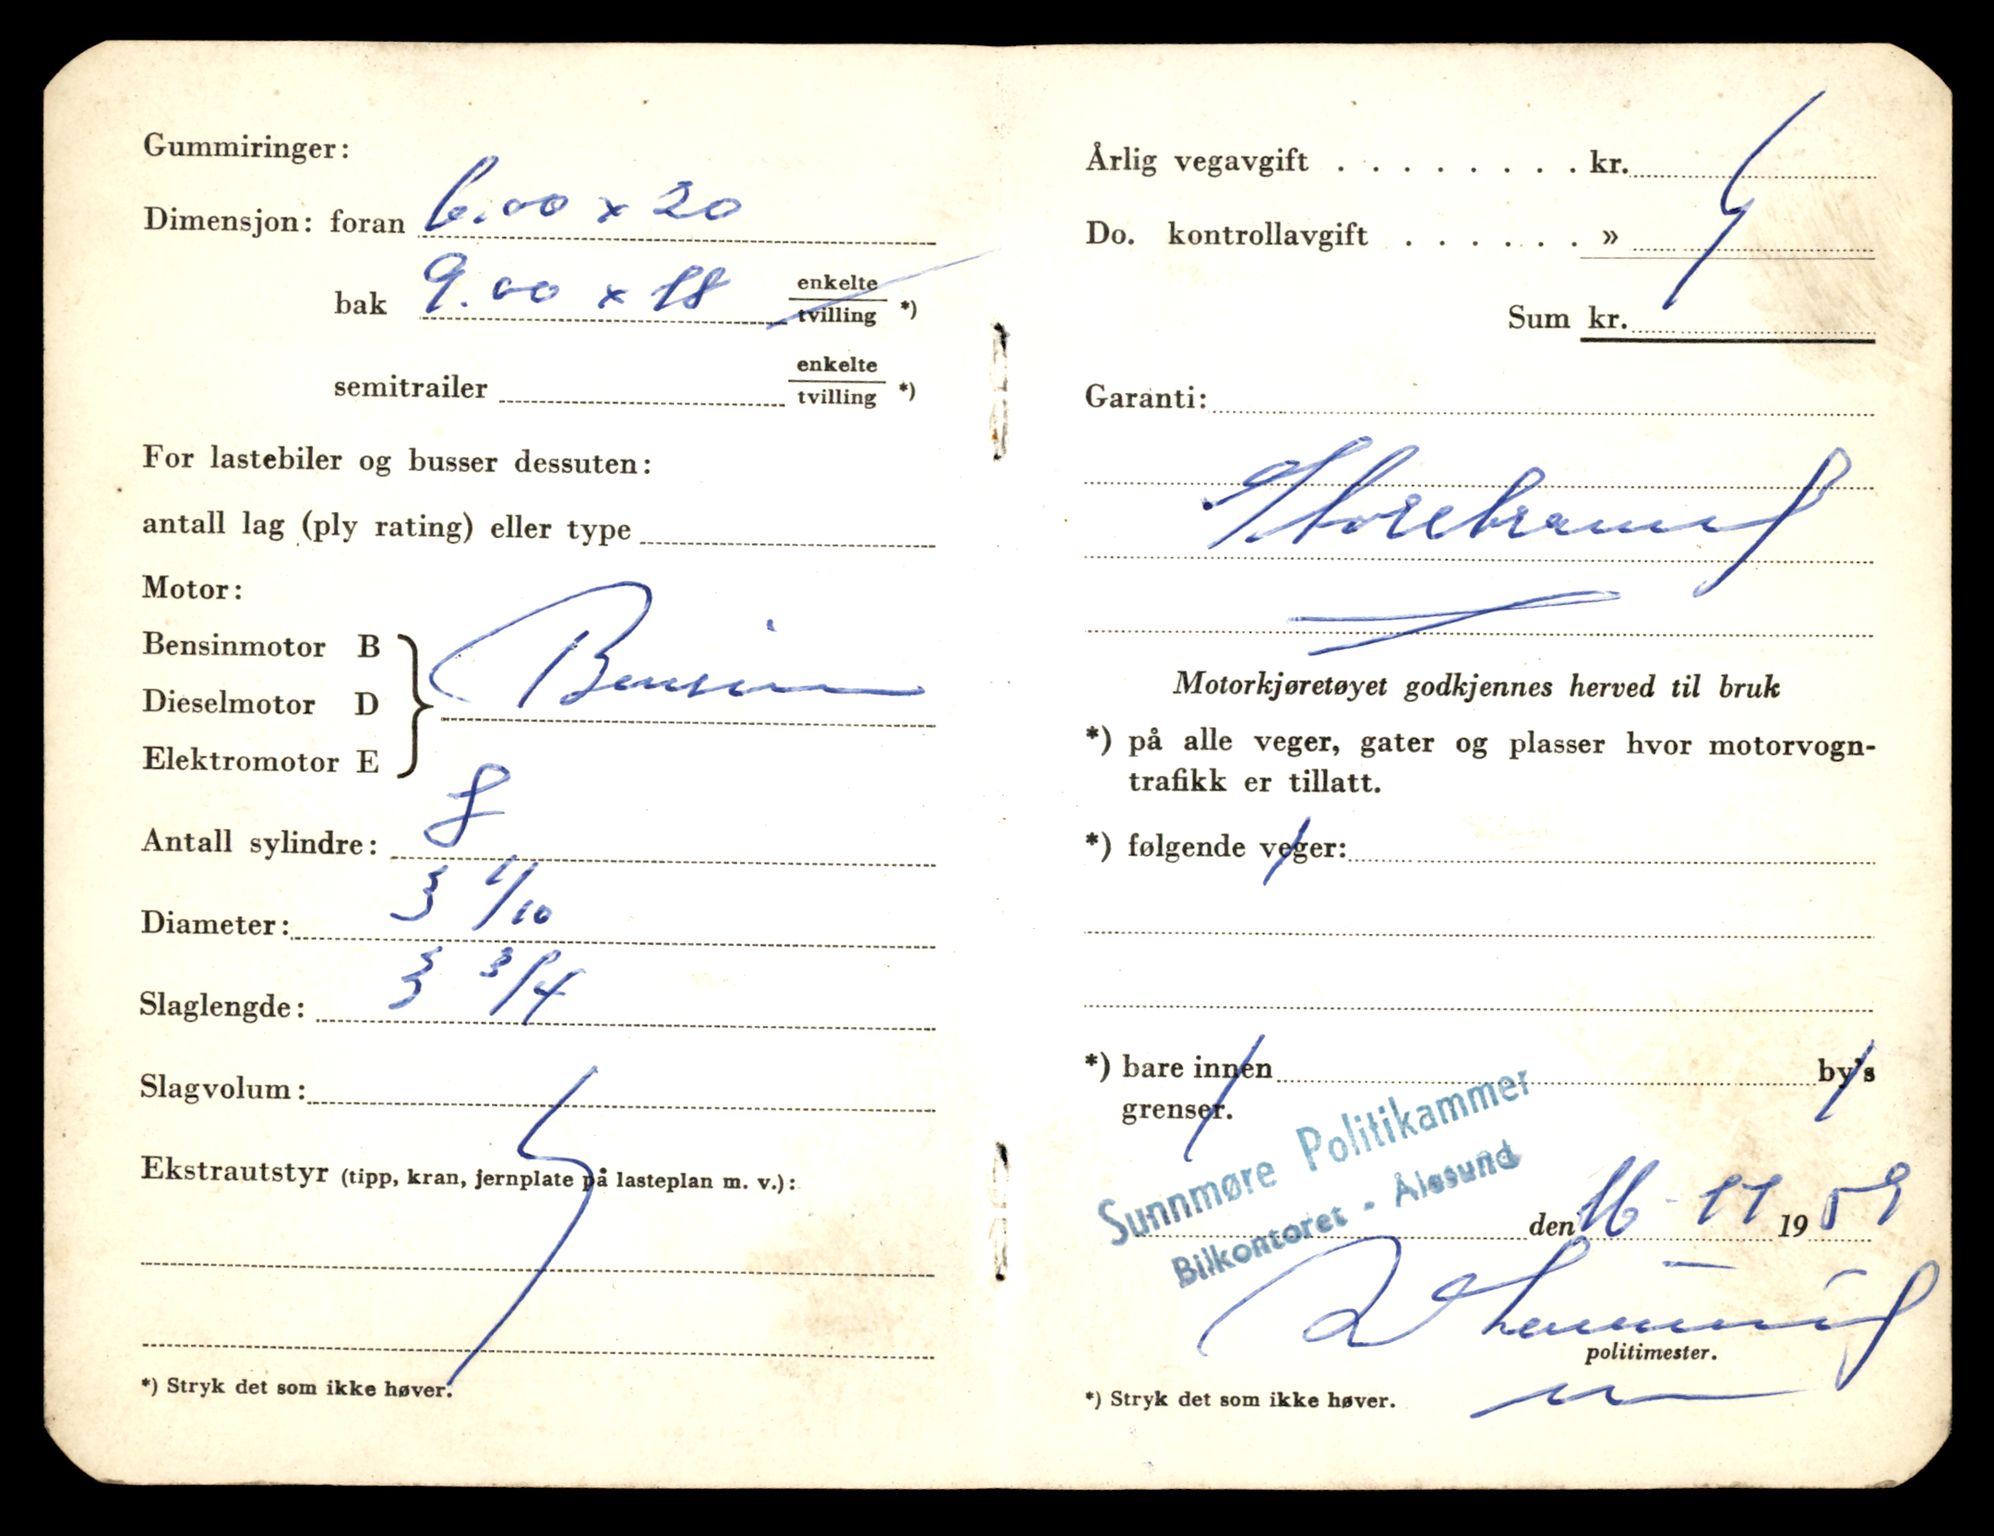 Gummiringer:
Dimensjon: foran 6.00 x 20
bak 9.00 x 18 enkelte
tvilling *)
semitrailer enkelte
tvilling *)
For lastebiler og busser dessuten:
antall lag (ply rating) eller type
Motor:
Bensinmotor B
Dieselmotor D Bensin
Elektromotor E
Antall sylindre: 8
Diameter: 3 1/10
Slaglengde: 3 3/4
Slagvolum:
Ekstrautstyr (tipp, kran, jernplate på lasteplan m. v.):
*) Stryk det som ikke høver.
Årlig vegavgift . . . . . . . . kr.
Do. kontrollavgift . . . . . . »
Sum kr.
Garanti:
Storebrand
Motorkjøretøyet godkjennes herved til bruk
*) på alle veger, gater og plasser hvor motorvogn-
trafikk er tillatt.
*) følgende veger:
*) bare innen by's
grenser.
Sunnmøre Politikammer
Bilkontoret - Ålesund
den 16-11 1959
politimester.
*) Stryk det som ikke høver.